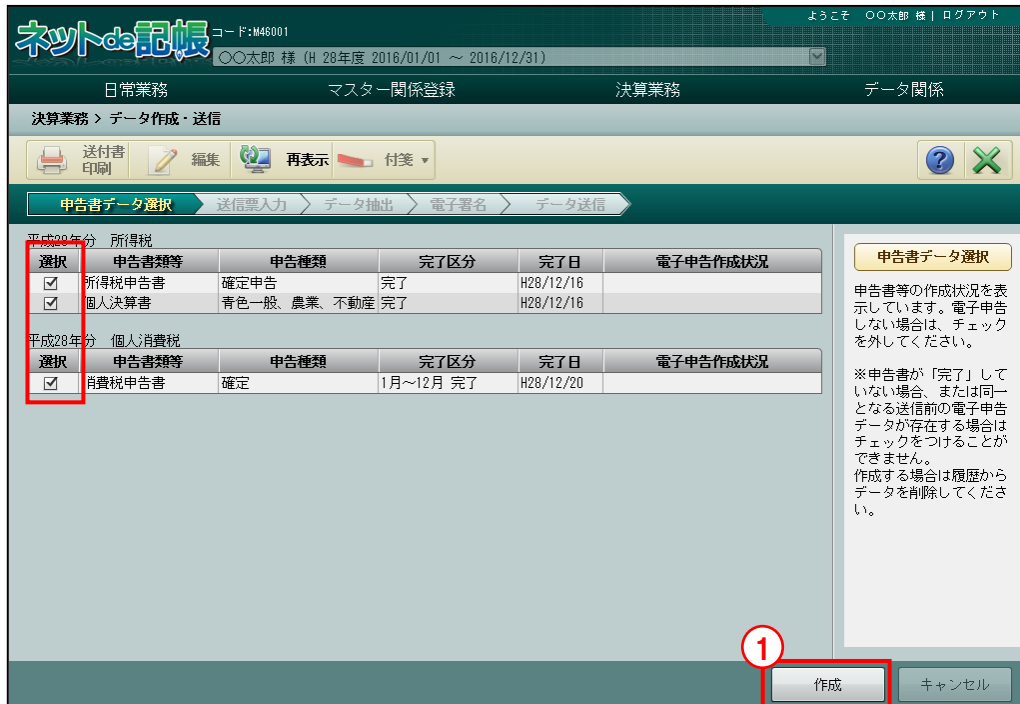 ようこそ 〇〇太郎 様 | ログアウト
ネットde記帳
コード:M46001
〇〇太郎 様 (H 28年度 2016/01/01 ～ 2016/12/31)
日常業務 マスター関係登録 決算業務 データ関係
決算業務 > データ作成・送信
送付書印刷 編集 再表示 付箋
申告書データ選択 送信票入力 データ抽出 電子署名 データ送信
平成28年分 所得税
選択 申告書類等 申告種類 完了区分 完了日 電子申告作成状況
所得税申告書 確定申告 完了 H28/12/16
個人決算書 青色一般、農業、不動産 完了 H28/12/16
平成28年分 個人消費税
選択 申告書類等 申告種類 完了区分 完了日 電子申告作成状況
消費税申告書 確定 1月～12月 完了 H28/12/20
申告書データ選択
申告書等の作成状況を表
示しています。電子申告
しない場合は、チェック
を外してください。
※申告書が「完了」して
いない場合、または同一
となる送信前の電子申告
データが存在する場合は
チェックをつけることが
できません。
作成する場合は履歴から
データを削除してくださ
い。
1
作成 キャンセル